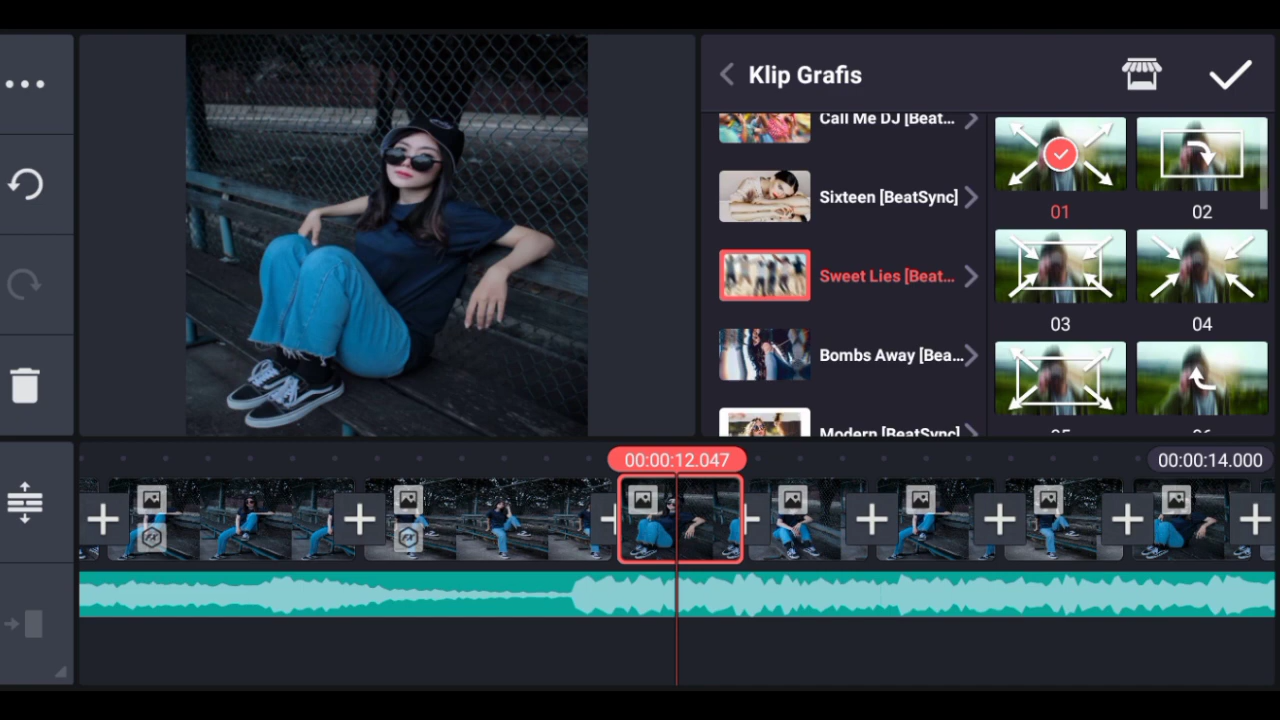 Klip Grafis
Call Me DJ [Beat...
Sixteen [BeatSync]
Sweet Lies [Beat...
Bombs Away [Bea...
Modern [BeatSync]
01
02
03
04
00:00:12.047
00:00:14.000